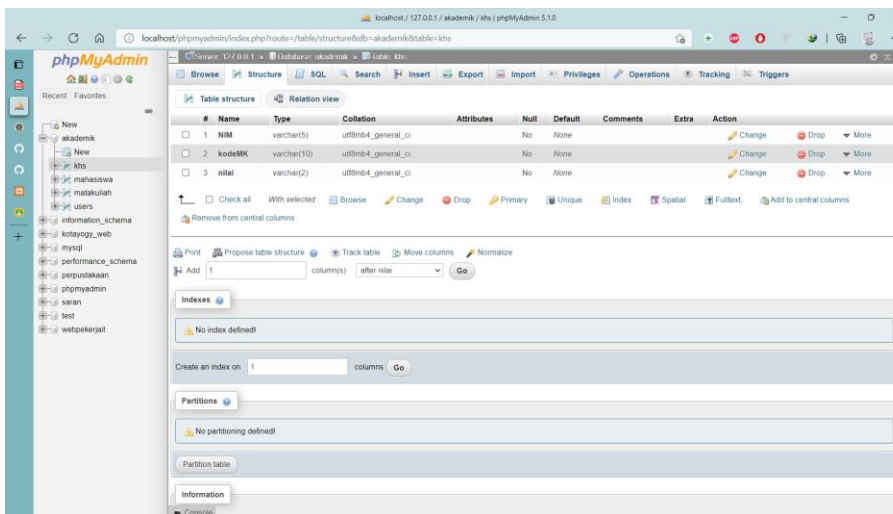 localhost / 127.0.0.1 / akademik / khs | phpMyAdmin 5.1.0
localhost/phpmyadmin/index.php?route=/table/structure&db=akademik&table=khs
phpMyAdmin
Recent Favorites
New
akademik
New
khs
mahasiswa
matakuliah
users
information_schema
kotayogy_web
mysql
performance_schema
perpustakaan
phpmyadmin
saran
test
webpekerjait
Server: 127.0.0.1 » Database: akademik » Table: khs
Browse Structure SQL Search Insert Export Import Privileges Operations Tracking Triggers
Table structure Relation view
# Name Type Collation Attributes Null Default Comments Extra Action
1 NIM varchar(5) utf8mb4_general_ci No None Change Drop More
2 kodeMK varchar(10) utf8mb4_general_ci No None Change Drop More
3 nilai varchar(2) utf8mb4_general_ci No None Change Drop More
Check all With selected: Browse Change Drop Primary Unique Index Spatial Fulltext Add to central columns
Remove from central columns
Print Propose table structure Track table Move columns Normalize
Add 1 column(s) after nilai Go
Indexes
No index defined!
Create an index on 1 columns Go
Partitions
No partitioning defined!
Partition table
Information
Console